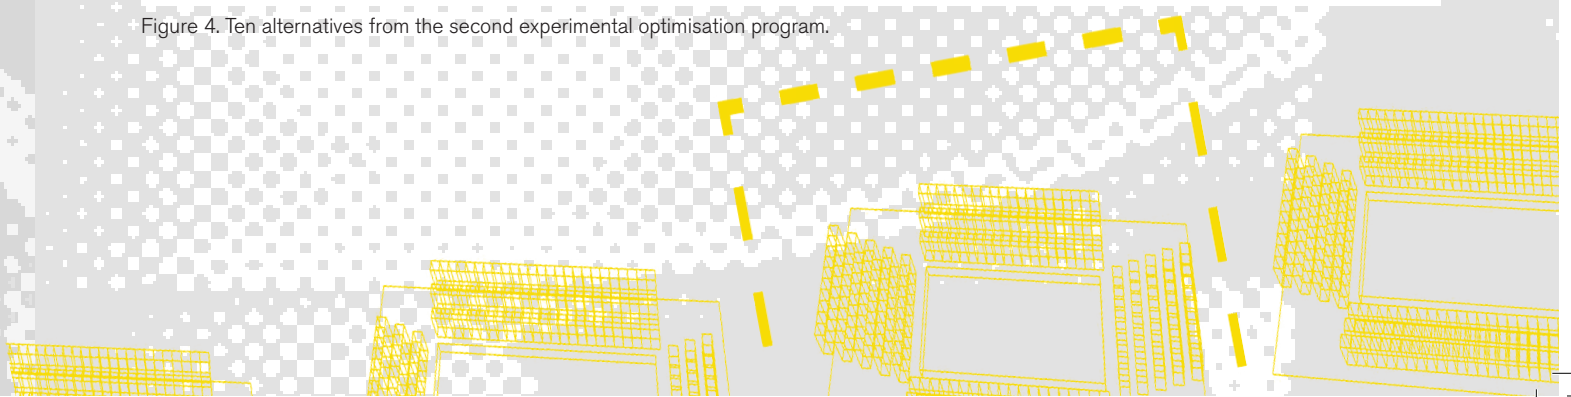 Figure 4. Ten alternatives from the second experimental optimisation program.